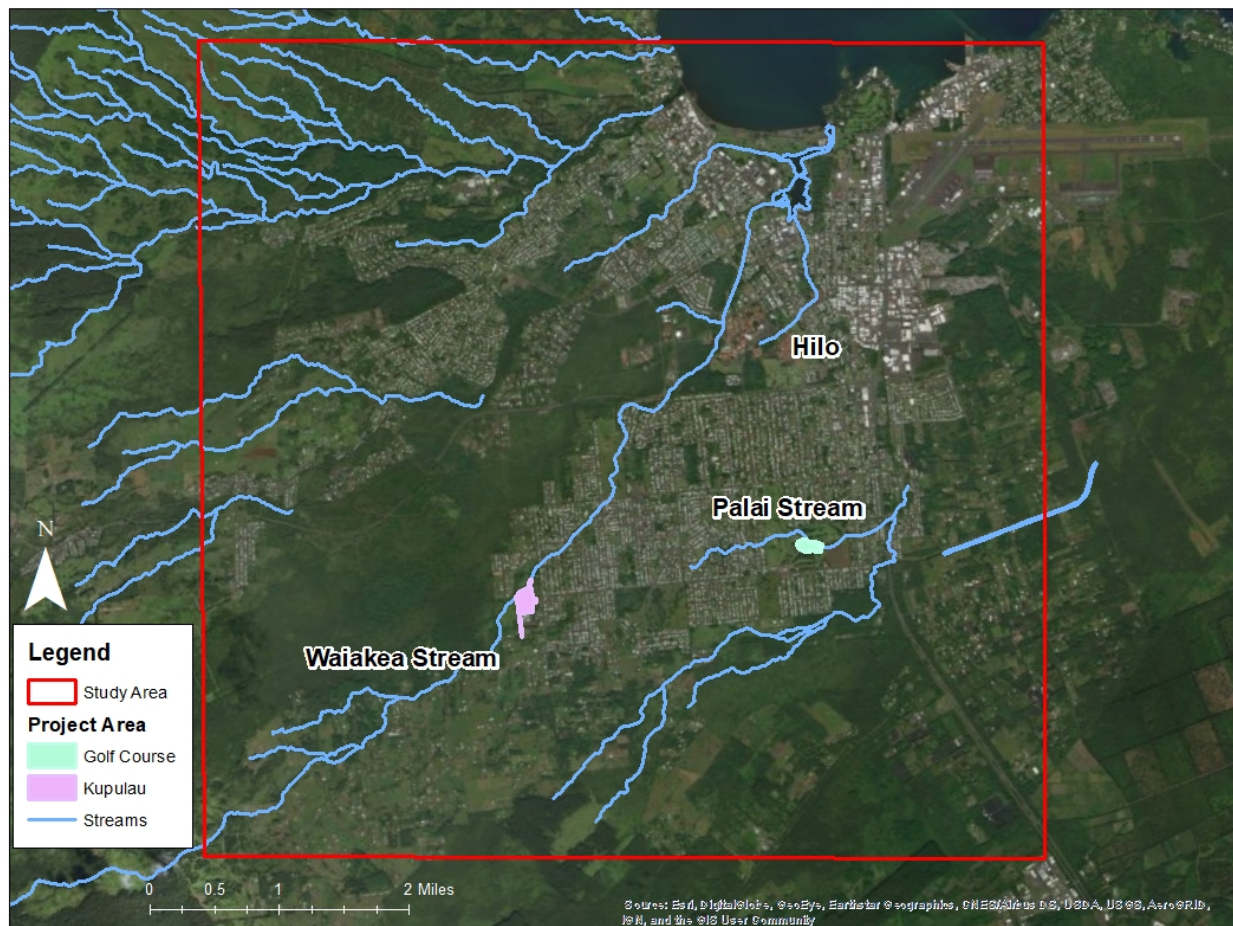 Hilo
Palai Stream
N
Waiakea Stream
Legend
Study Area
Project Area
Golf Course
Kupulau
Streams
0 0.5 1 2 Miles
Source: Esri, DigitalGlobe, GeoEye, Earthstar Geographics, CNES/Airbus DS, USDA, USGS, AeroGRID,
IGN, and the GIS User Community